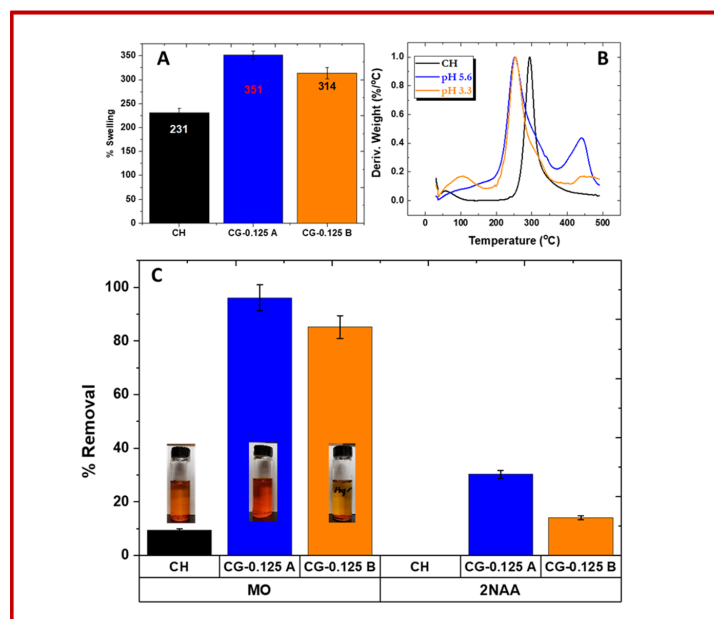 A
% Swelling
350
300
250
200
150
100
50
0
231
351
314
CH
CG-0.125 A
CG-0.125 B
B
Deriv. Weight (%/°C)
1.0
0.8
0.6
0.4
0.2
0.0
CH
pH 5.6
pH 3.3
0
100
200
300
400
500
Temperature (°C)
C
% Removal
100
80
60
40
20
0
CH
CG-0.125 A
CG-0.125 B
CH
CG-0.125 A
CG-0.125 B
MO
2NAA